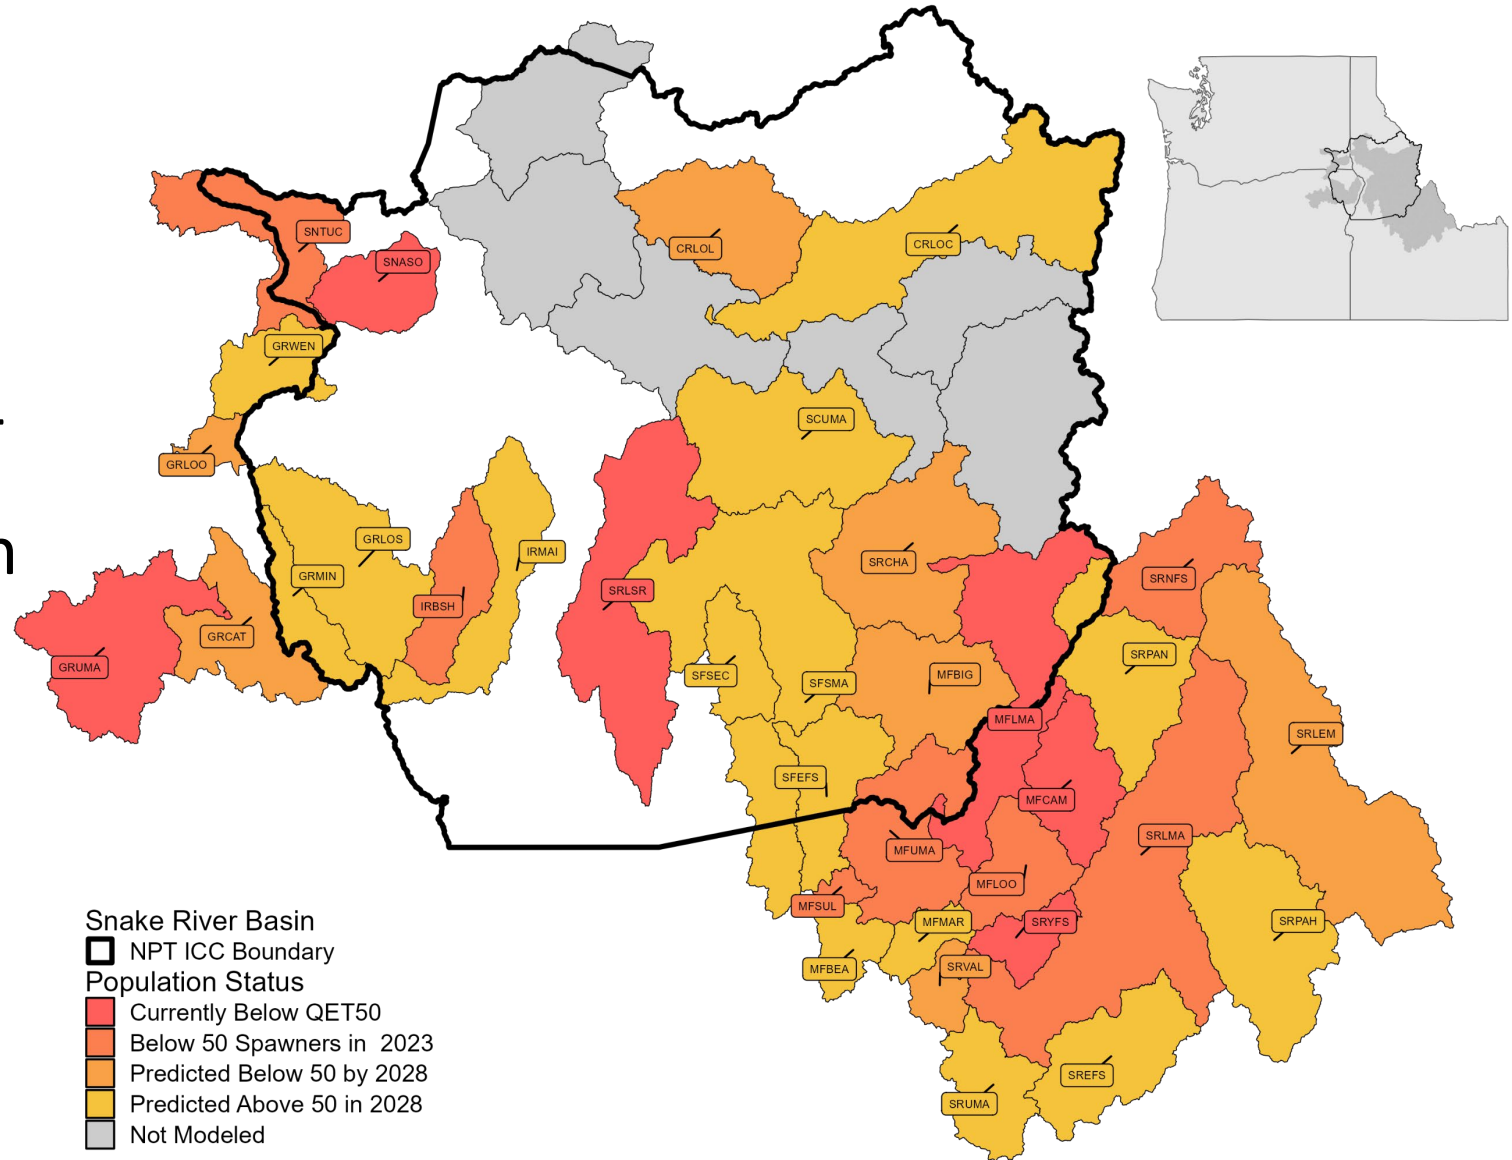 SNTUC
SNASO
CRLOL
CRLOC
GRWEN
SCUMA
GRLOO
GRLOS
IRMAI
SRCHA
GRMIN
SRNFS
SRLSR
IRBSH
GRCAT
SRPAN
GRUMA
SFSEC
SFSMA
MFBIG
MFLMA
SRLEM
SFEFS
MFCAM
SRLMA
MFUMA
MFLOO
MFSUL
MFMAR
SRYFS
SRPAH
MFBEA
SRVAL
SREFS
SRUMA
n
Snake River Basin
NPT ICC Boundary
Population Status
Currently Below QET50
Below 50 Spawners in  2023
Predicted Below 50 by 2028
Predicted Above 50 in 2028
Not Modeled